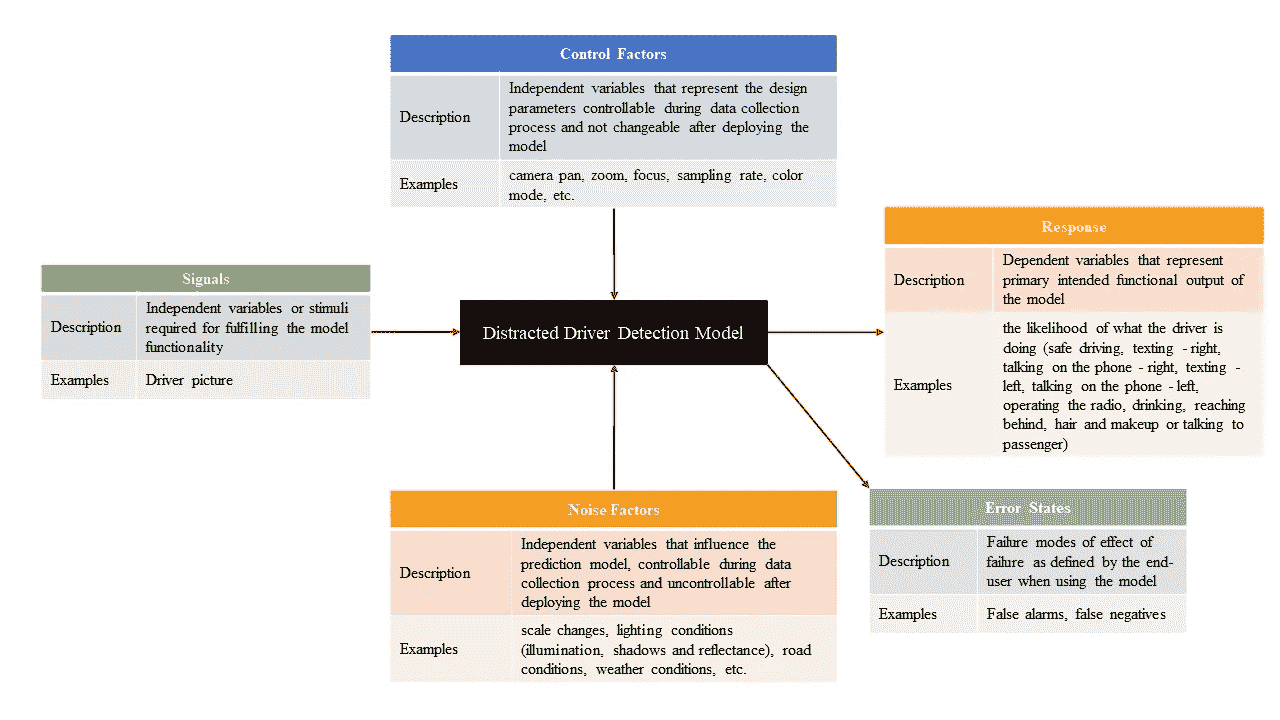 Control Factors
Description
Independent variables that represent the design
parameters controllable during data collection
process and not changeable after deploying the
model
Examples
camera pan, zoom, focus, sampling rate, color
mode, etc.
Signals
Description
Independent variables or stimuli
required for fulfilling the model
functionality
Examples
Driver picture
Distracted Driver Detection Model
Response
Description
Dependent variables that represent
primary intended functional output of
the model
Examples
the likelihood of what the driver is
doing (safe driving, texting - right,
talking on the phone - right, texting -
left, talking on the phone - left,
operating the radio, drinking, reaching
behind, hair and makeup or talking to
passenger)
Noise Factors
Description
Independent variables that influence the
prediction model, controllable during data
collection process and uncontrollable after
deploying the model
Examples
scale changes, lighting conditions
(illumination, shadows and reflectance), road
conditions, weather conditions, etc.
Error States
Description
Failure modes of effect of
failure as defined by the end-
user when using the model
Examples
False alarms, false negatives